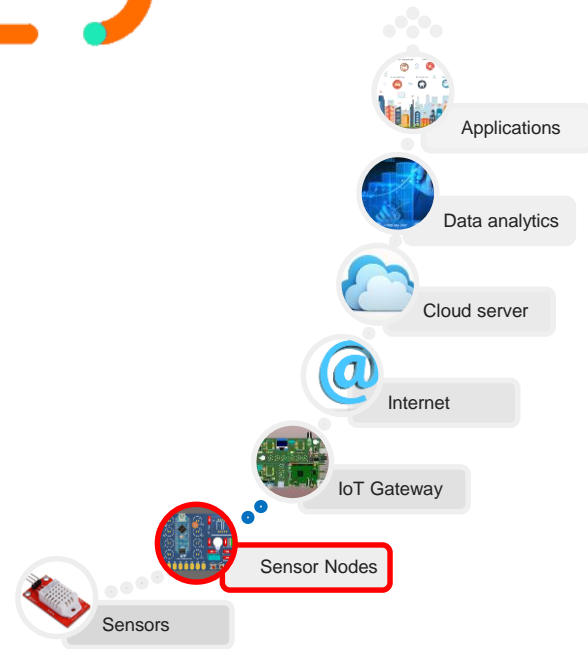 Applications
Data analytics
Cloud server
@
Internet
IoT Gateway
Sensor Nodes
Sensors